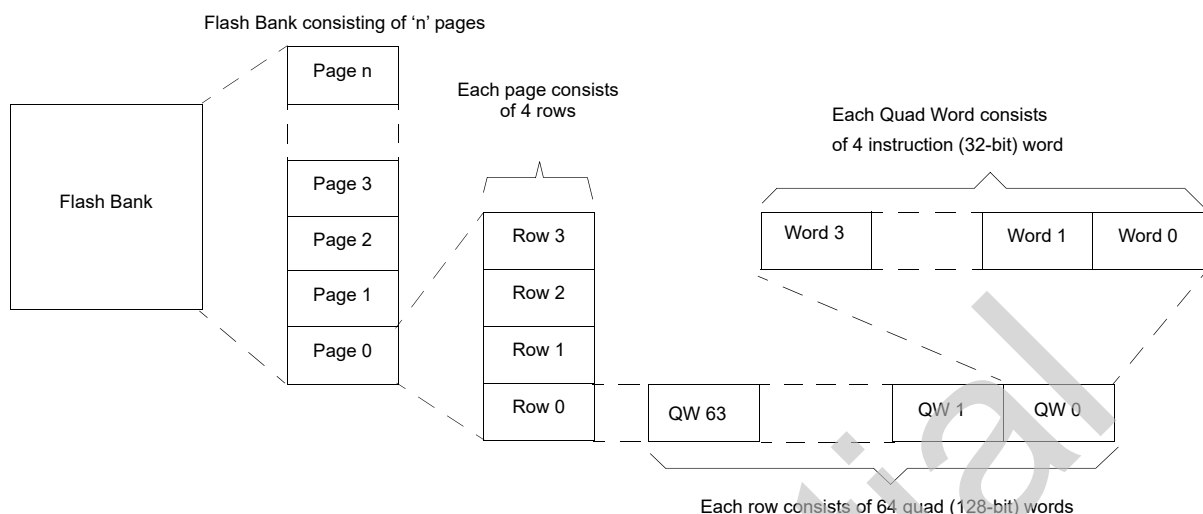 Flash Bank consisting of ‘n’ pages
Page n
Each page consists
of 4 rows
Each Quad Word consists
of 4 instruction (32-bit) word
Flash Bank
Page 3
Page 2
Page 1
Page 0
Row 3
Row 2
Row 1
Row 0
Word 3
Word 1
Word 0
QW 63
QW 1
QW 0
Each row consists of 64 quad (128-bit) words